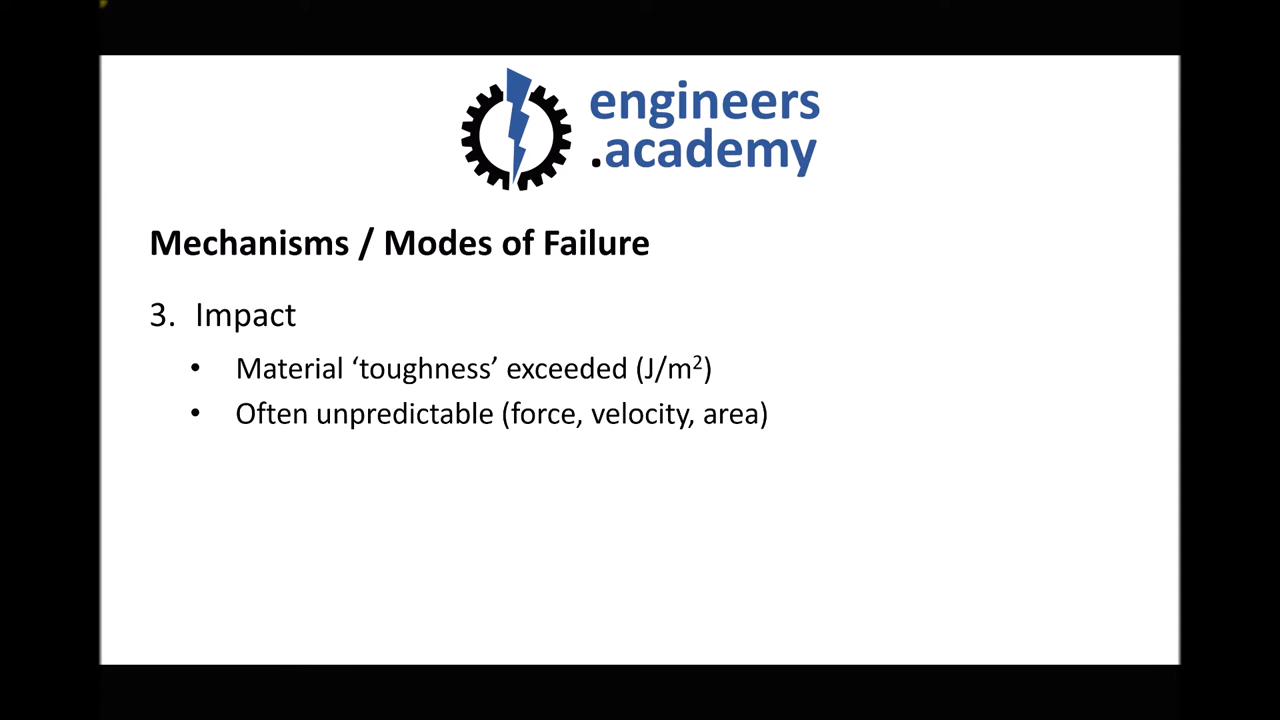 engineers
.academy
Mechanisms / Modes of Failure
3. Impact
• Material ‘toughness’ exceeded (J/m²)
• Often unpredictable (force, velocity, area)